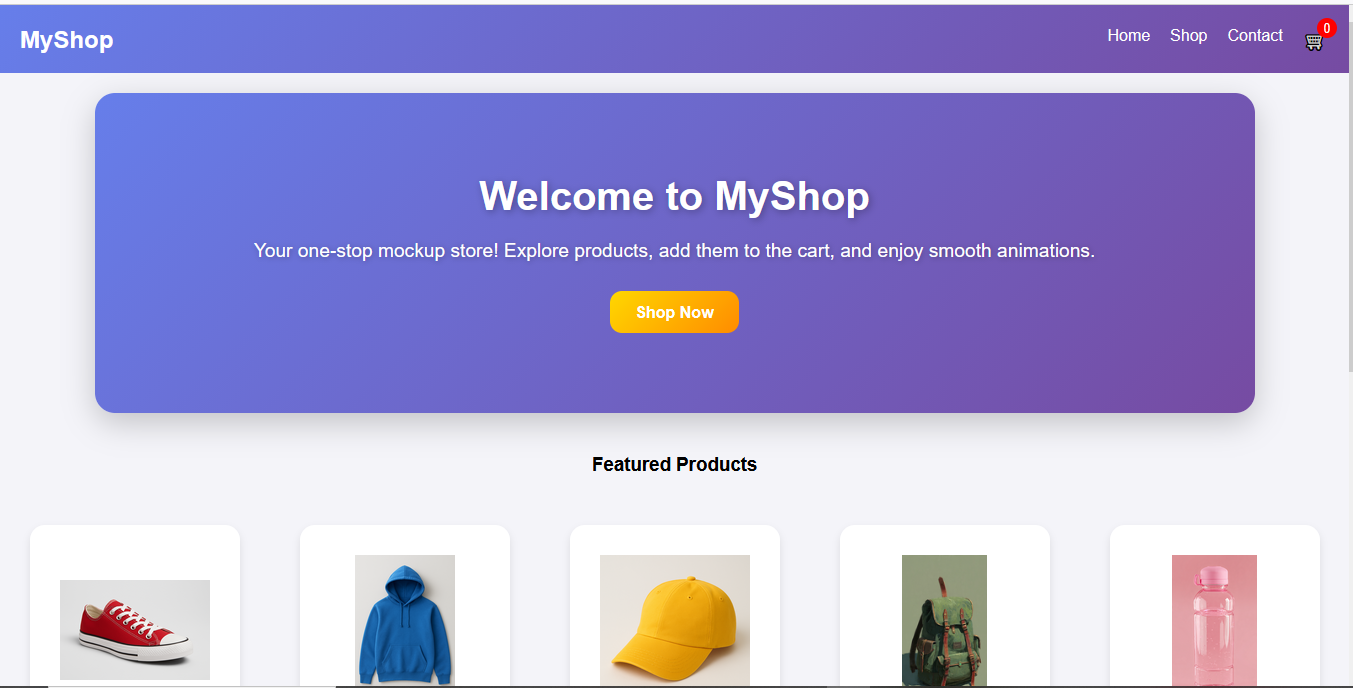 MyShop
Home Shop Contact 0
Welcome to MyShop
Your one-stop mockup store! Explore products, add them to the cart, and enjoy smooth animations.
Shop Now
Featured Products